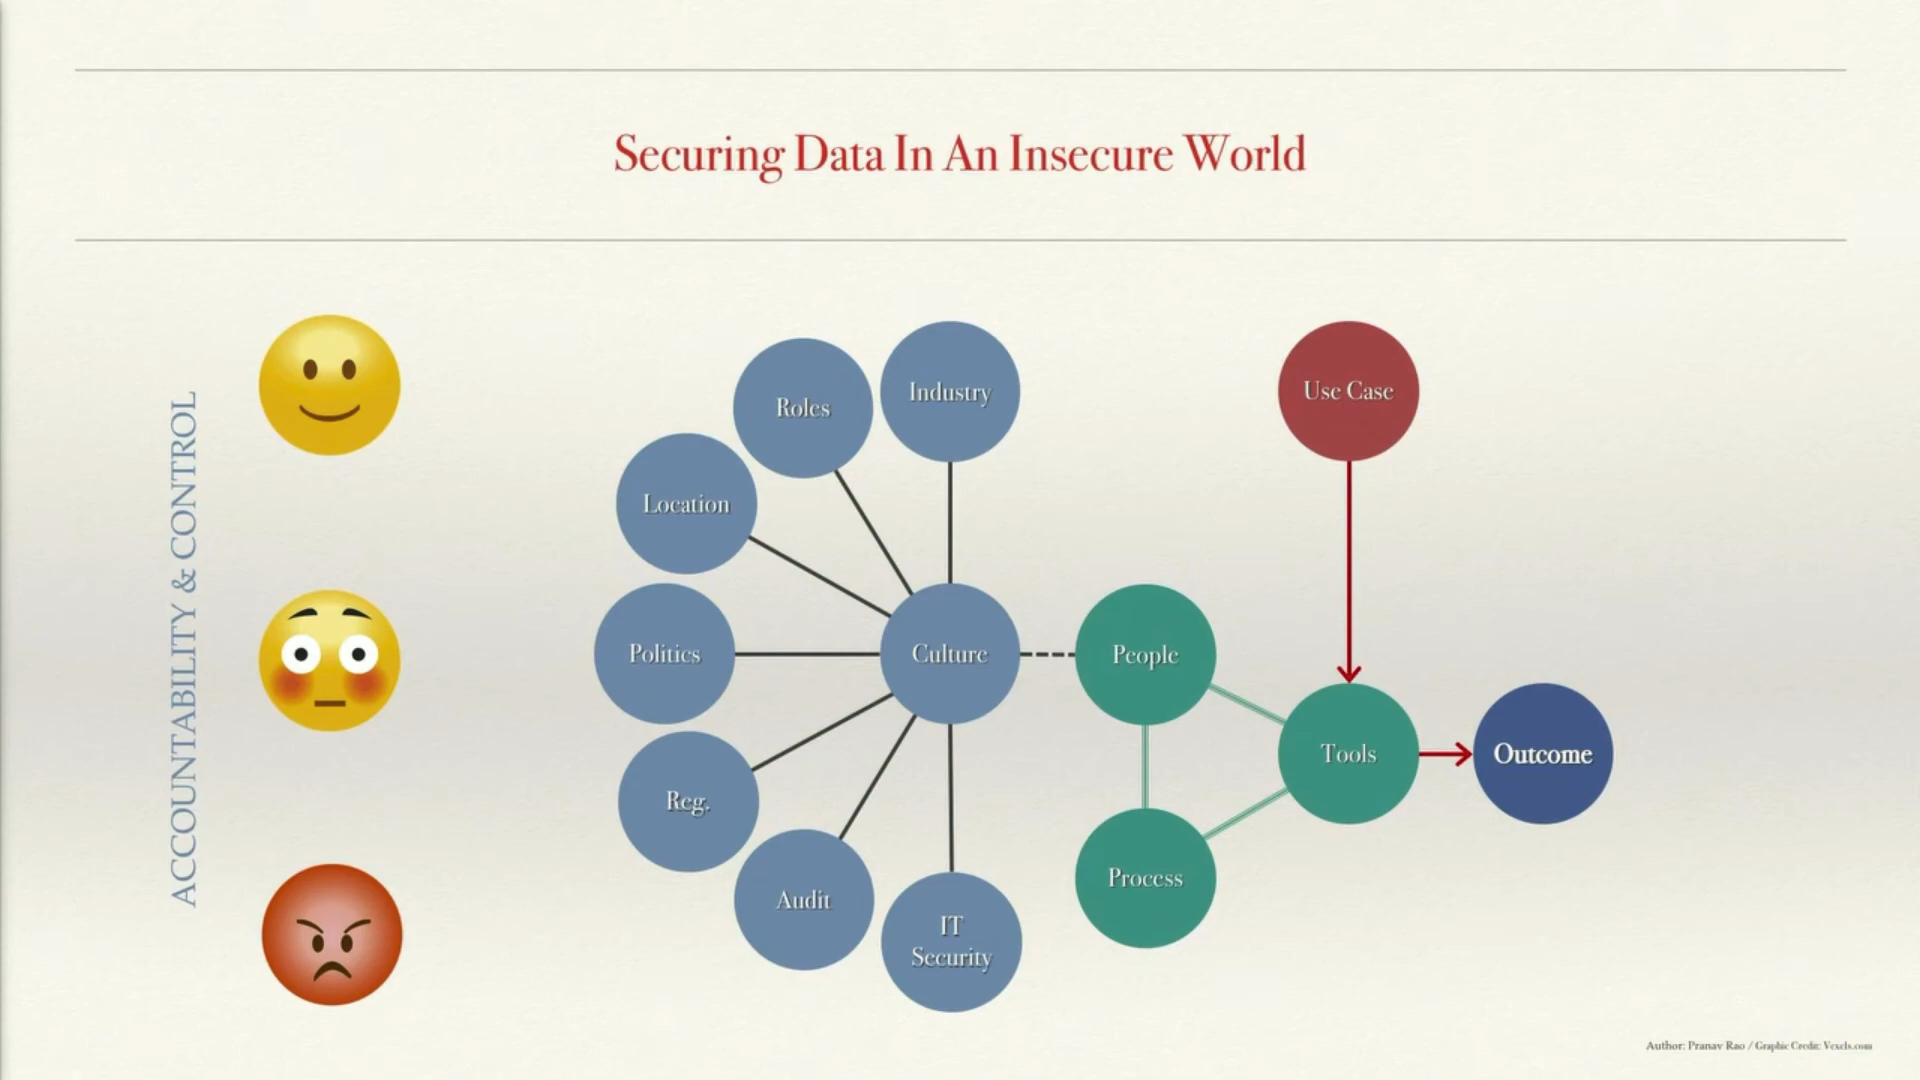 Securing Data In An Insecure World
ACCOUNTABILITY & CONTROL
Industry
Roles
Location
Politics
Reg.
Audit
IT
Security
Culture
People
Process
Tools
Use Case
Outcome
Author: Pranav Rao / Graphic Credit: Vexels.com